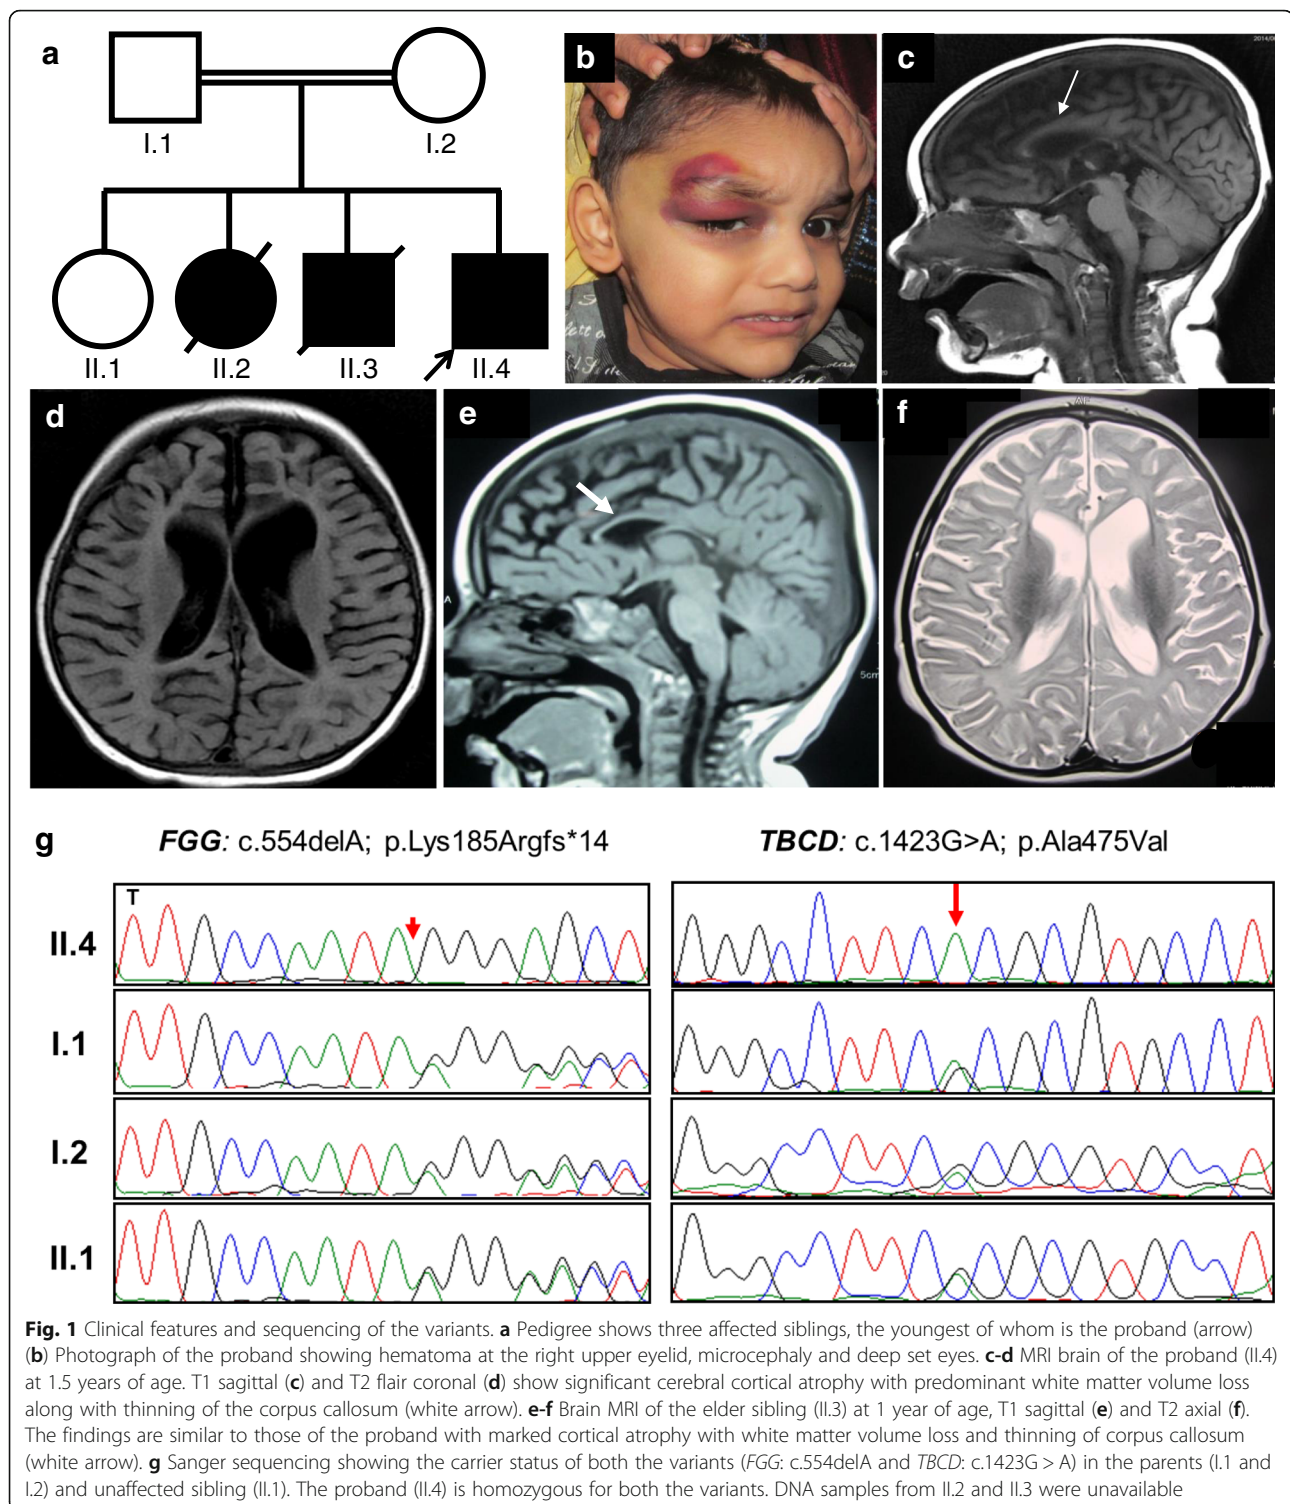 a
b
c
2014/0
I.1
I.2
II.1
II.2
II.3
II.4
d
e
A
5cm
f
g
FGG: c.554delA; p.Lys185Argfs*14
TBCD: c.1423G>A; p.Ala475Val
T
II.4
I.1
I.2
II.1
Fig. 1 Clinical features and sequencing of the variants. a Pedigree shows three affected siblings, the youngest of whom is the proband (arrow)
(b) Photograph of the proband showing hematoma at the right upper eyelid, microcephaly and deep set eyes. c-d MRI brain of the proband (II.4)
at 1.5 years of age. T1 sagittal (c) and T2 flair coronal (d) show significant cerebral cortical atrophy with predominant white matter volume loss
along with thinning of the corpus callosum (white arrow). e-f Brain MRI of the elder sibling (II.3) at 1 year of age, T1 sagittal (e) and T2 axial (f).
The findings are similar to those of the proband with marked cortical atrophy with white matter volume loss and thinning of corpus callosum
(white arrow). g Sanger sequencing showing the carrier status of both the variants (FGG: c.554delA and TBCD: c.1423G > A) in the parents (I.1 and
I.2) and unaffected sibling (II.1). The proband (II.4) is homozygous for both the variants. DNA samples from II.2 and II.3 were unavailable